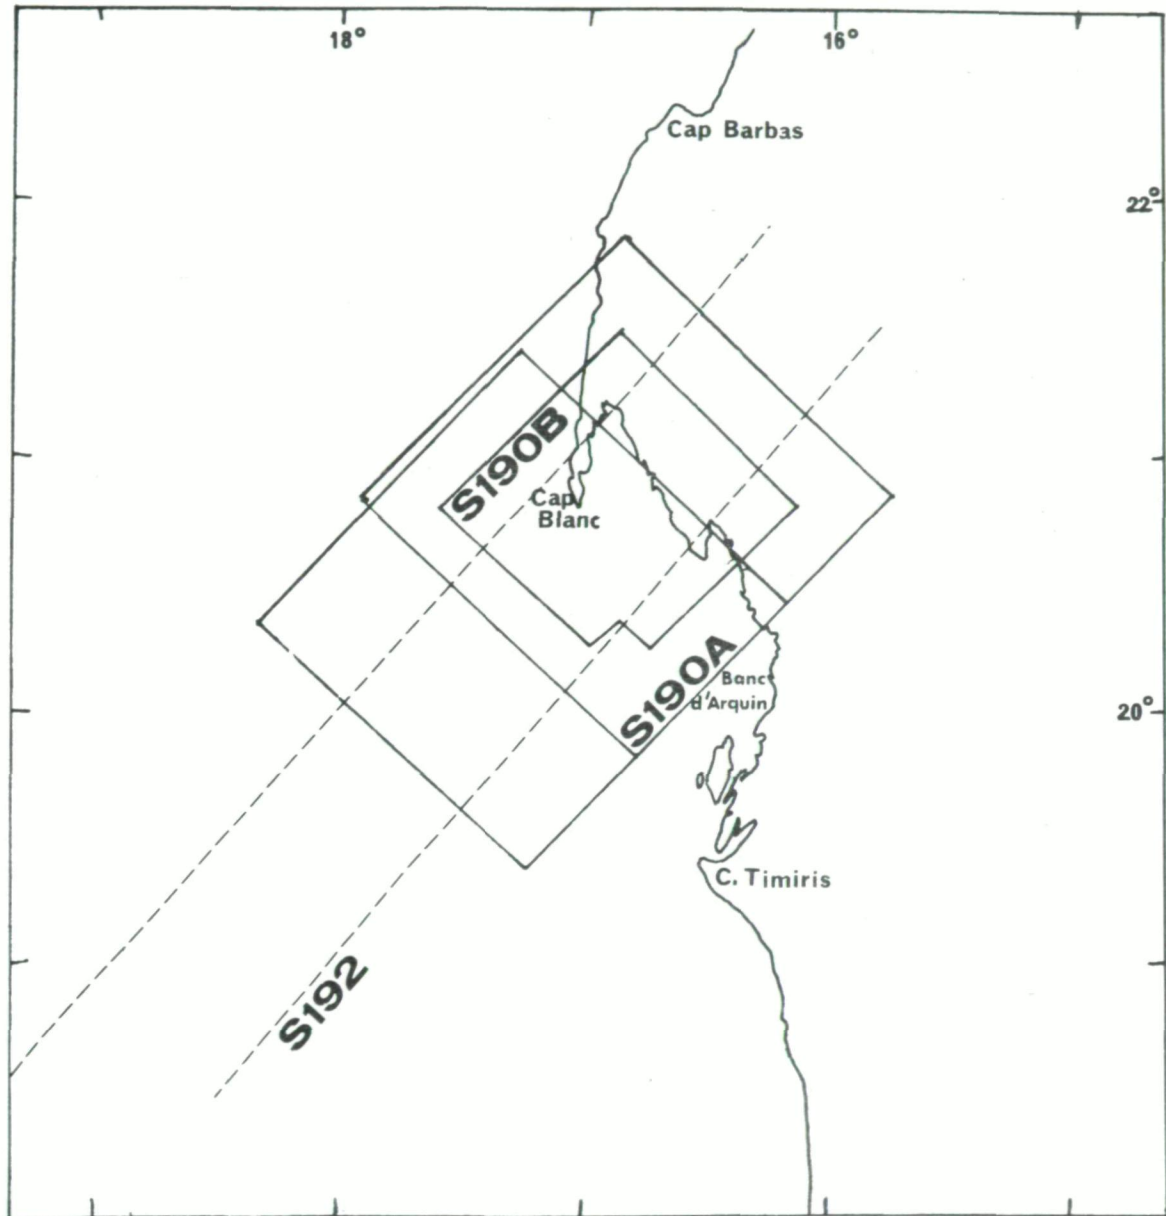 18°
16°
Cap Barbas
22°
S190B
Cap
Blanc
S190A
Banc
d'Arquin
20°
C. Timiris
S192